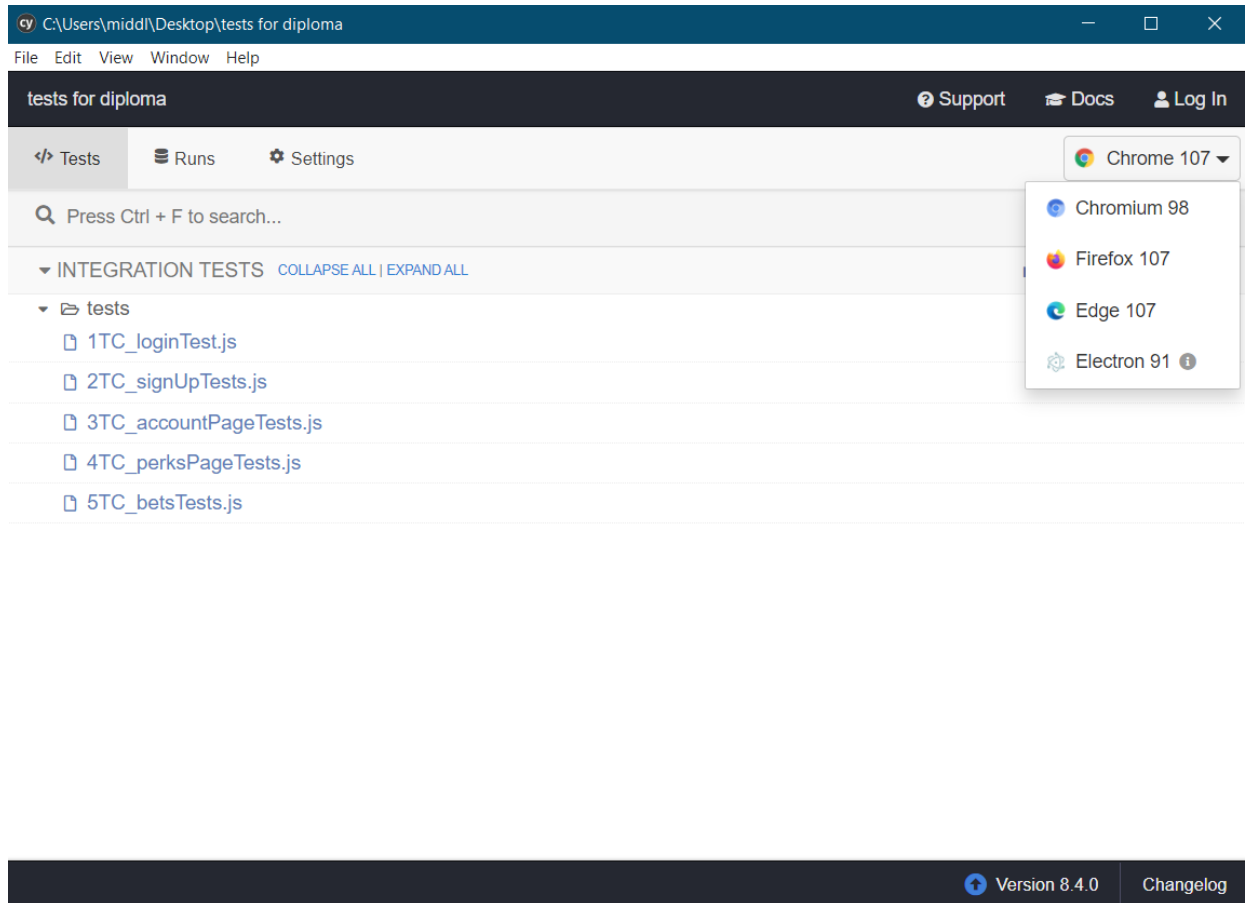 cy C:\Users\middl\Desktop\tests for diploma
File Edit View Window Help
tests for diploma Support Docs Log In
</> Tests Runs Settings Chrome 107
Press Ctrl + F to search...
Chromium 98
INTEGRATION TESTS COLLAPSE ALL | EXPAND ALL
Firefox 107
tests
Edge 107
1TC_loginTest.js
Electron 91
2TC_signUpTests.js
3TC_accountPageTests.js
4TC_perksPageTests.js
5TC_betsTests.js
Version 8.4.0 Changelog